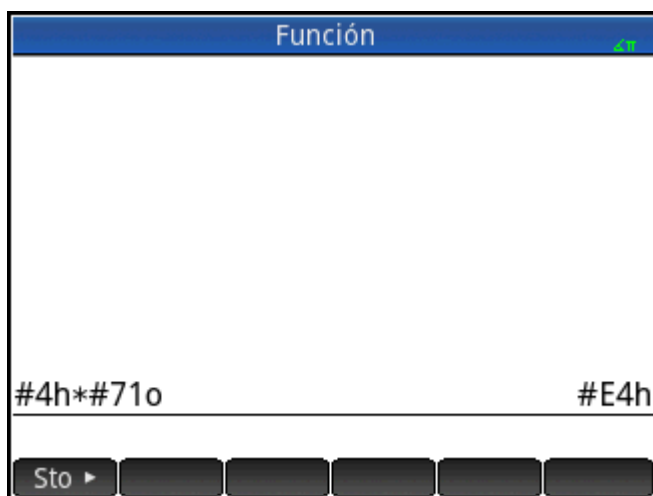 Función
∡π
#4h*#71o #E4h
Sto ▸